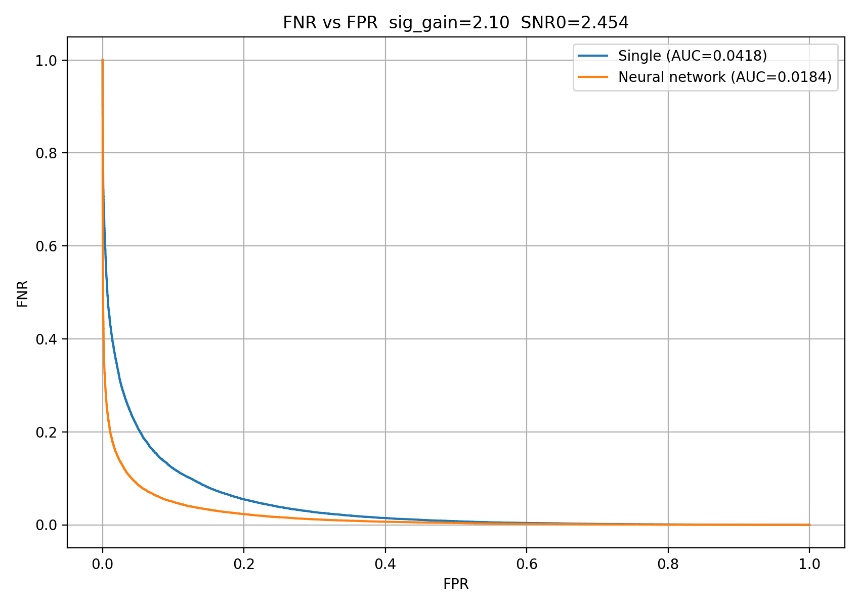 FNR vs FPR  sig_gain=2.10  SNR0=2.454
Single (AUC=0.0418)
Neural network (AUC=0.0184)
1.0
0.8
0.6
0.4
0.2
0.0
FNR
0.0 0.2 0.4 0.6 0.8 1.0
FPR